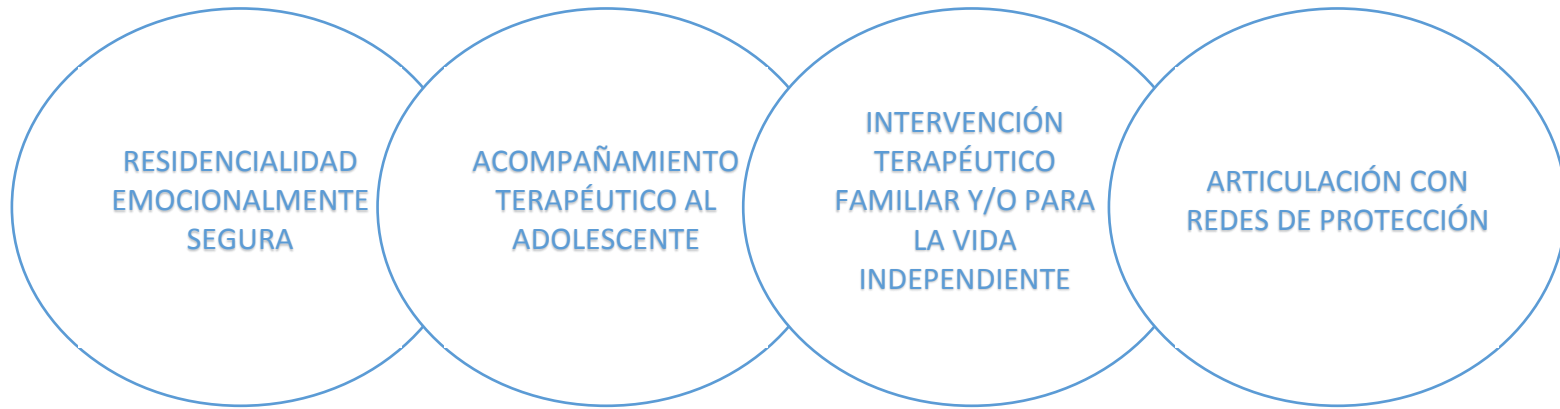 RESIDENCIALIDAD
EMOCIONALMENTE
SEGURA
ACOMPAÑAMIENTO
TERAPÉUTICO AL
ADOLESCENTE
INTERVENCIÓN
TERAPÉUTICO
FAMILIAR Y/O PARA
LA VIDA
INDEPENDIENTE
ARTICULACIÓN CON
REDES DE PROTECCIÓN